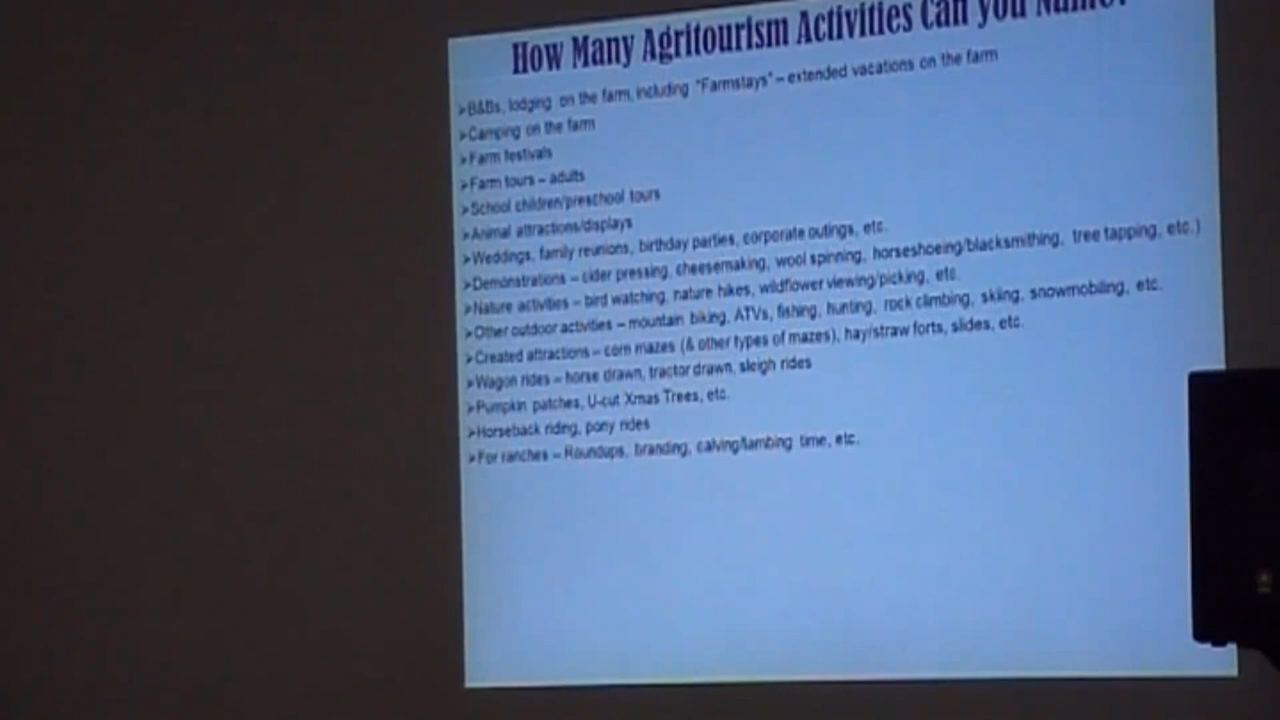 How Many Agritourism Activities Can you Name?
➢B&Bs, lodging on the farm, including "Farmstays" – extended vacations on the farm
➢Camping on the farm
➢Farm festivals
➢Farm tours – adults
➢School children/preschool tours
➢Animal attractions/displays
➢Weddings, family reunions, birthday parties, corporate outings, etc.
➢Demonstrations – cider pressing, cheesemaking, wool spinning, horseshoeing/blacksmithing, tree tapping, etc.)
➢Nature activities – bird watching, nature hikes, wildflower viewing/picking, etc.
➢Other outdoor activities – mountain biking, ATVs, fishing, hunting, rock climbing, skiing, snowmobiling, etc.
➢Created attractions – corn mazes (& other types of mazes), hay/straw forts, slides, etc.
➢Wagon rides – horse drawn, tractor drawn, sleigh rides
➢Pumpkin patches, U-cut Xmas Trees, etc.
➢Horseback riding, pony rides
➢For ranches – Roundups, branding, calving/lambing time, etc.